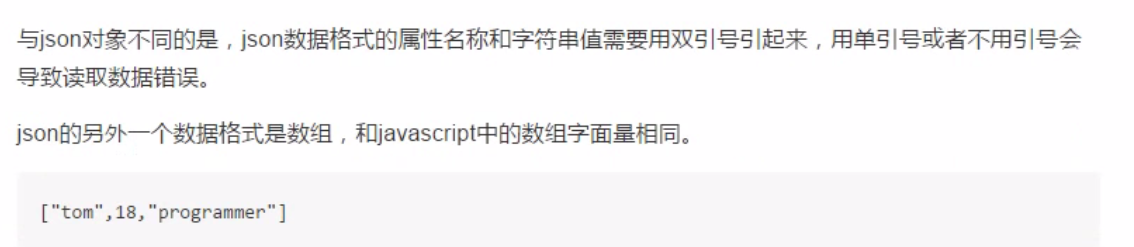 与json对象不同的是，json数据格式的属性名称和字符串值需要用双引号引起来，用单引号或者不用引号会
导致读取数据错误。
json的另外一个数据格式是数组，和javascript中的数组字面量相同。
["tom",18,"programmer"]